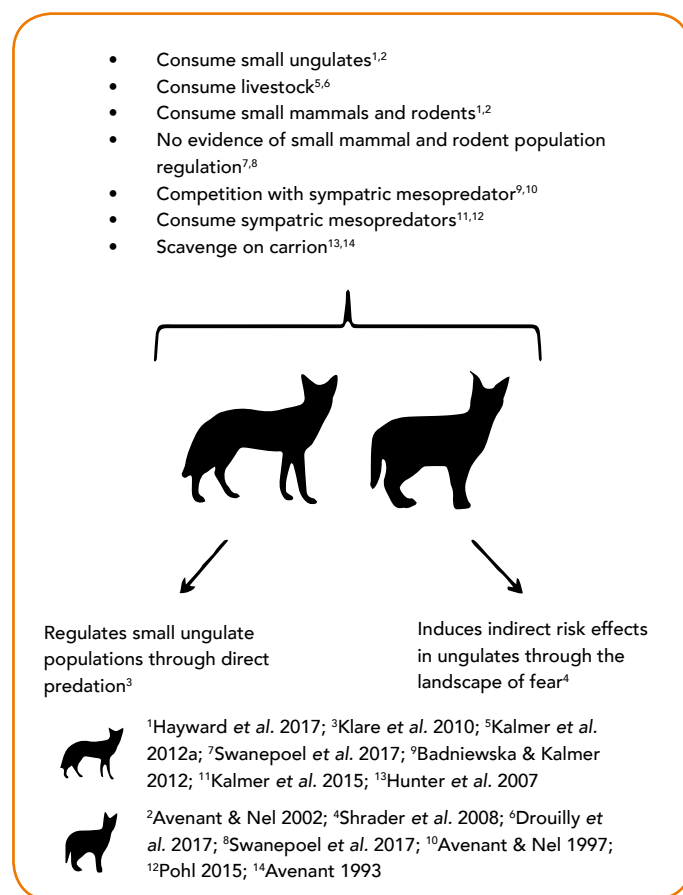 • Consume small ungulates1,2
• Consume livestock5,6
• Consume small mammals and rodents1,2
• No evidence of small mammal and rodent population
regulation7,8
• Competition with sympatric mesopredator9,10
• Consume sympatric mesopredators11,12
• Scavenge on carrion13,14
Regulates small ungulate
populations through direct
predation3
Induces indirect risk effects
in ungulates through the
landscape of fear4
1Hayward et al. 2017; 3Klare et al. 2010; 5Kalmer et al.
2012a; 7Swanepoel et al. 2017; 9Badniewska & Kalmer
2012; 11Kalmer et al. 2015; 13Hunter et al. 2007
2Avenant & Nel 2002; 4Shrader et al. 2008; 6Drouilly et
al. 2017; 8Swanepoel et al. 2017; 10Avenant & Nel 1997;
12Pohl 2015; 14Avenant 1993